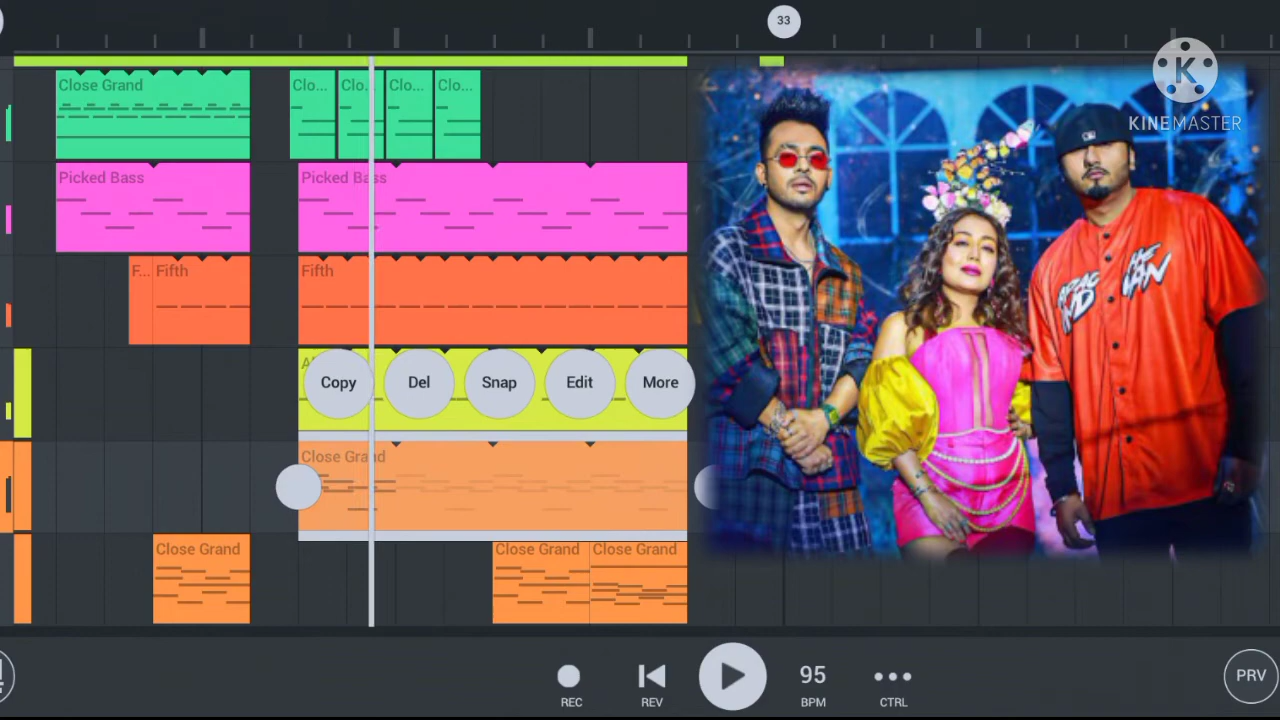 33
KINEMASTER
Close Grand
Clo...
Clo...
Clo...
Clo...
Picked Bass
Picked Bass
F...
Fifth
Fifth
Copy
Del
Snap
Edit
More
Close Grand
Close Grand
Close Grand
Close Grand
REC
REV
95
BPM
CTRL
PRV